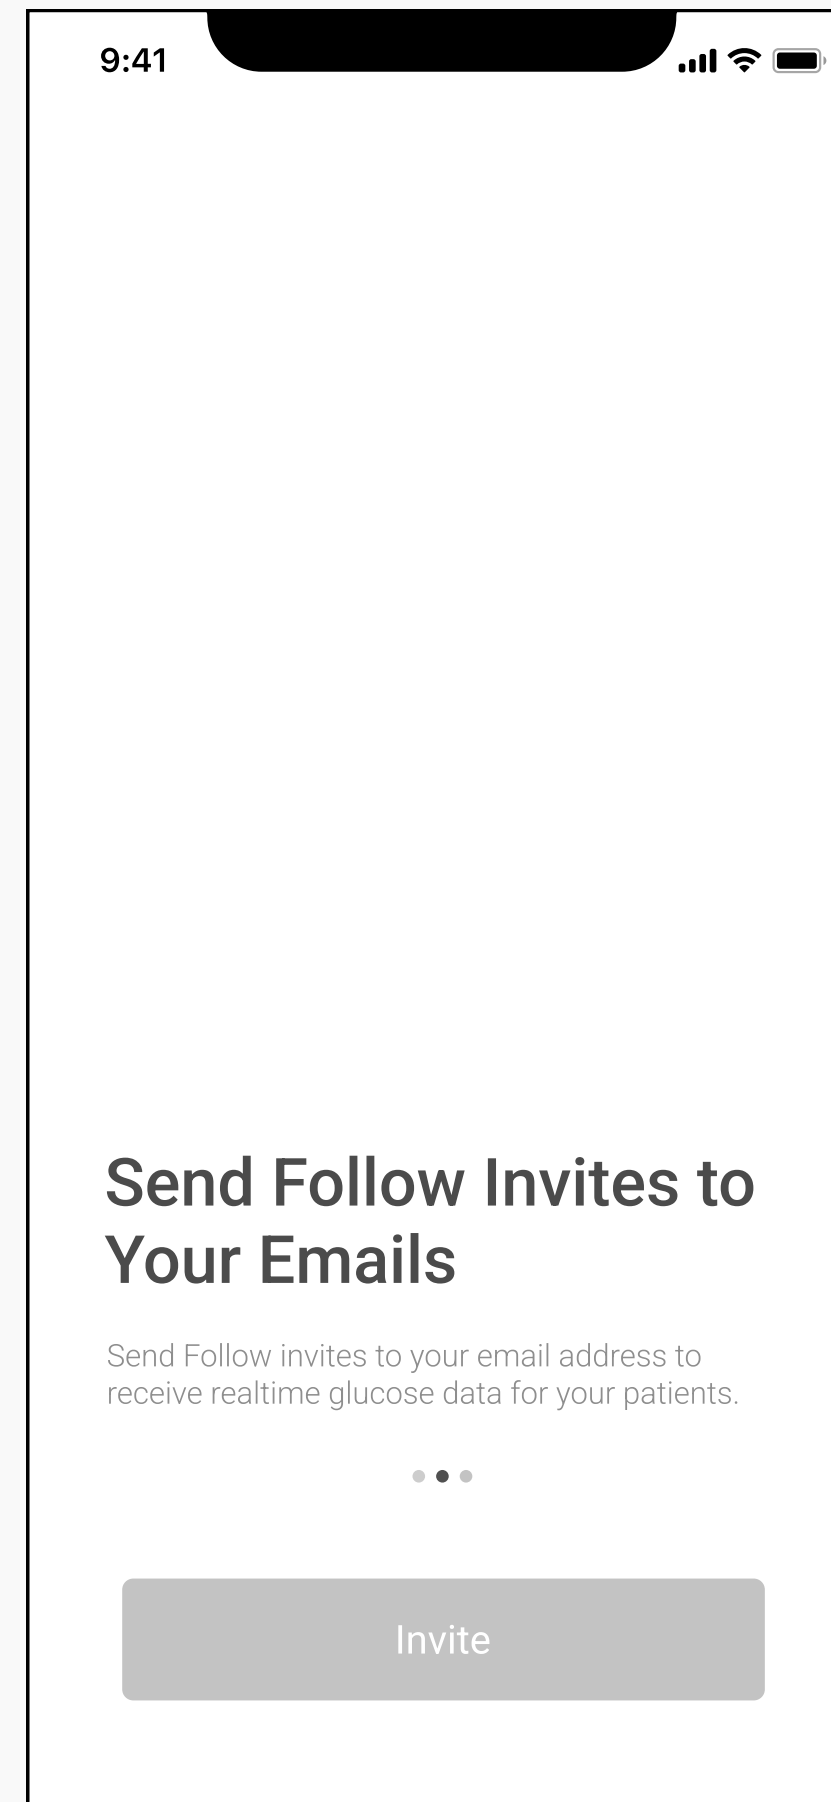 9:41
Send Follow Invites to
Your Emails
Send Follow invites to your email address to
receive realtime glucose data for your patients.
Invite